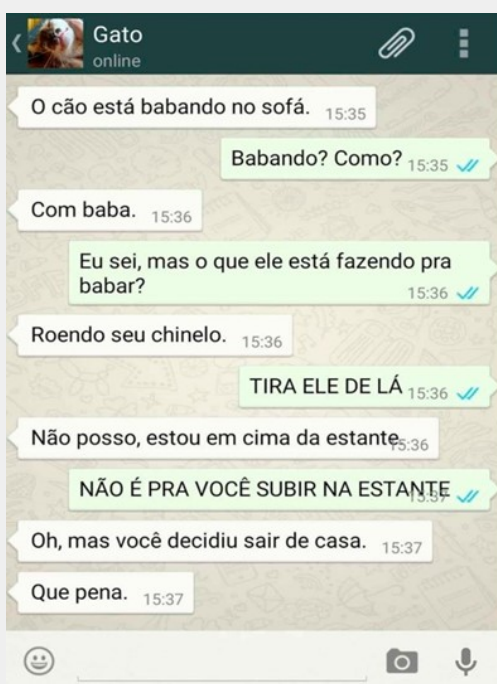 Gato
online
O cão está babando no sofá. 15:35
Babando? Como? 15:35
Com baba. 15:36
Eu sei, mas o que ele está fazendo pra
babar? 15:36
Roendo seu chinelo. 15:36
TIRA ELE DE LÁ 15:36
Não posso, estou em cima da estante. 15:36
NÃO É PRA VOCÊ SUBIR NA ESTANTE 15:37
Oh, mas você decidiu sair de casa. 15:37
Que pena. 15:37